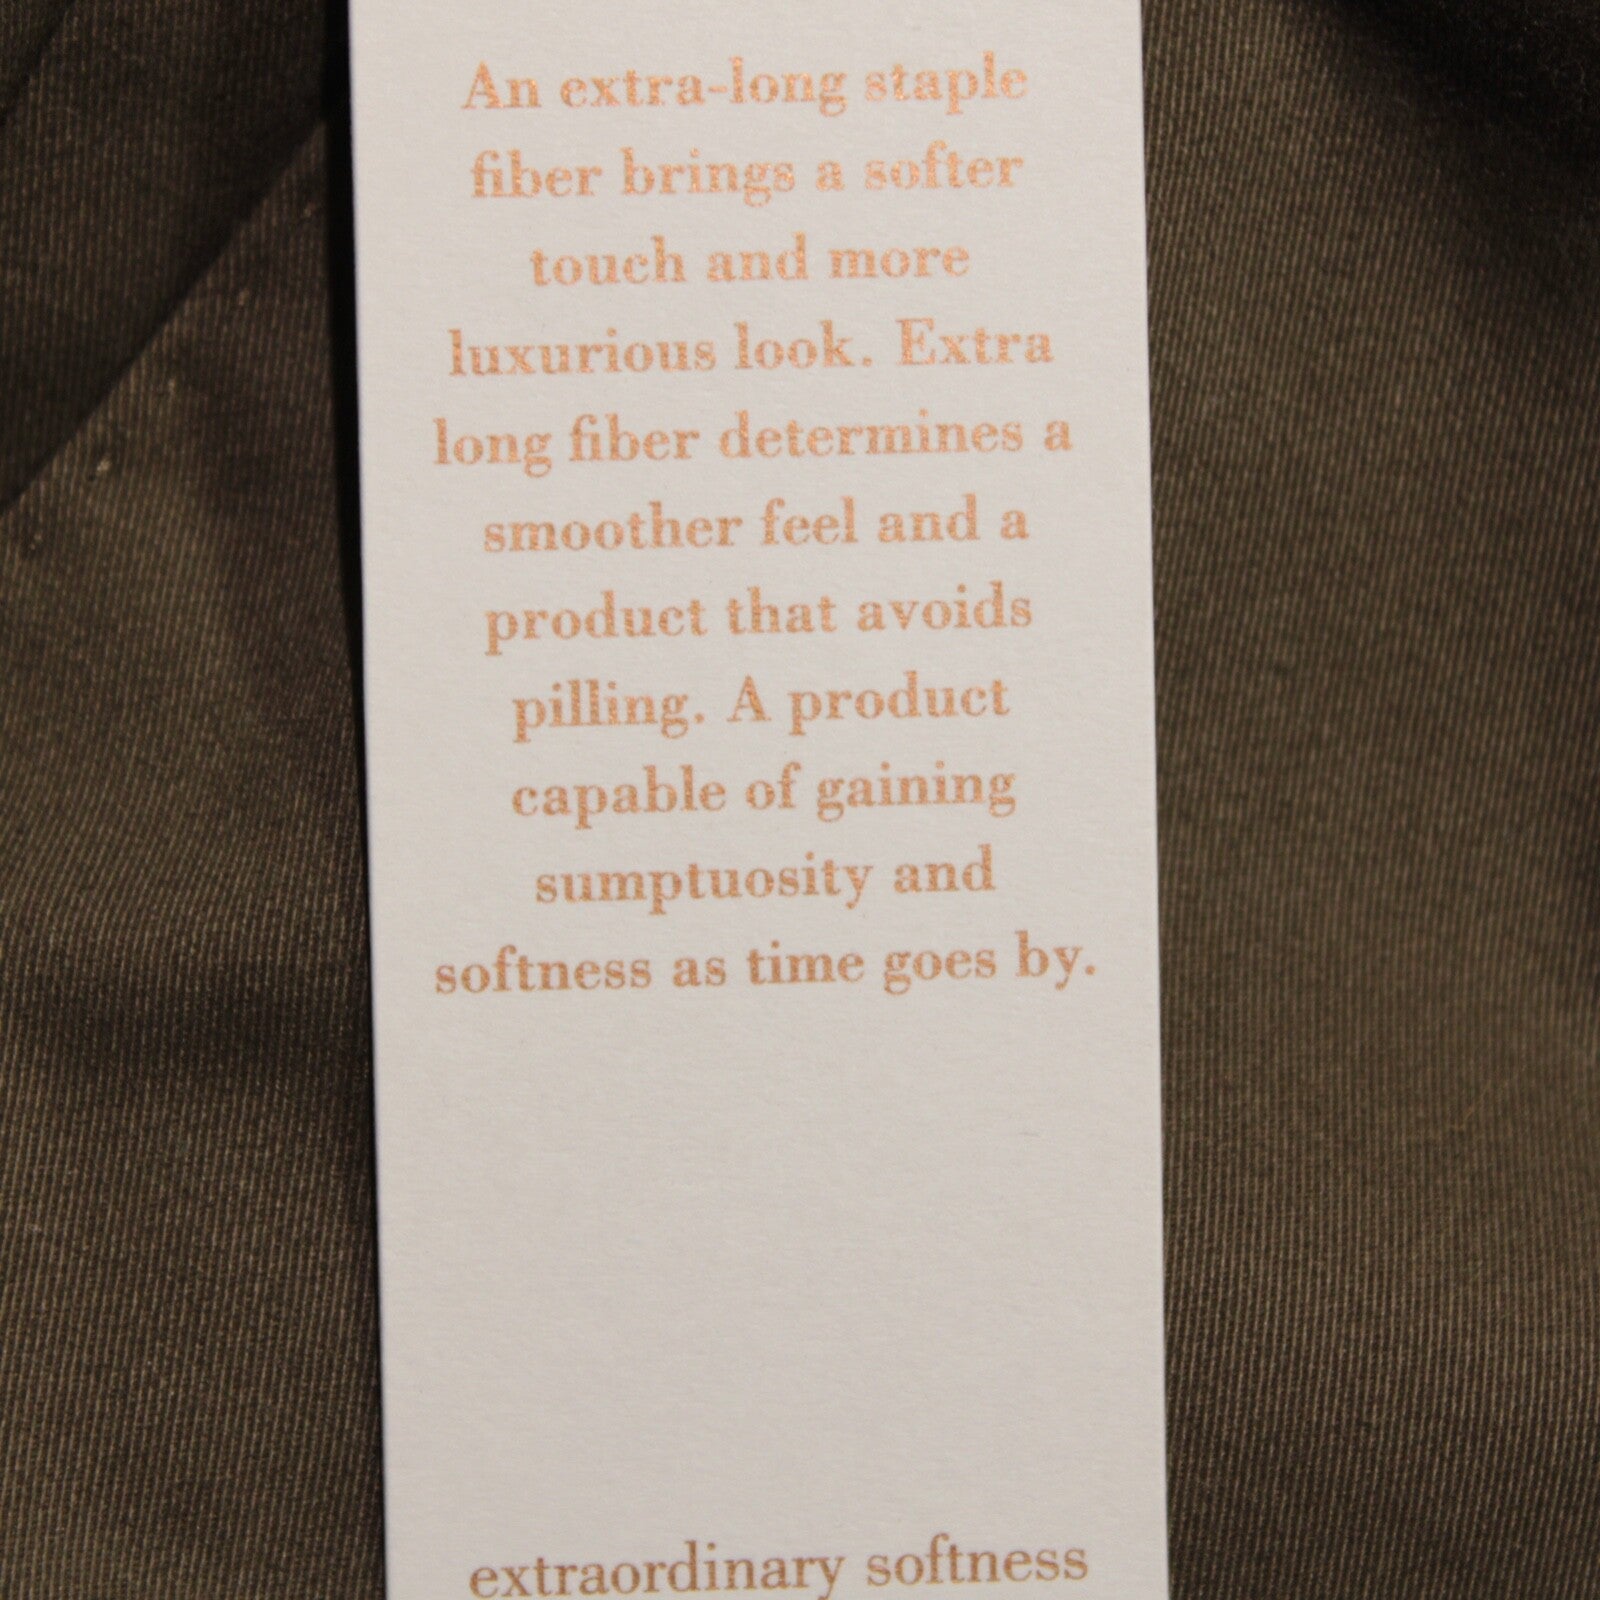 An extra-long staple
fiber brings a softer
touch and more
luxurious look. Extra
long fiber determines a
smoother feel and a
product that avoids
pilling. A product
capable of gaining
sumptuosity and
softness as time goes by.
extraordinary softness